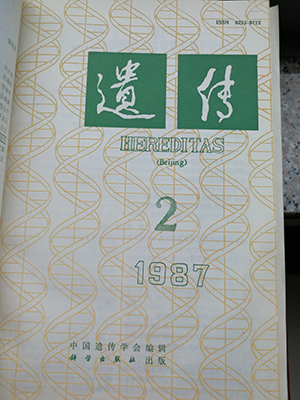 ISSN 0253-9772
遺传
HEREDITAS
(Beijing)
2
1987
中国遗传学会编辑
科学出版社 出版